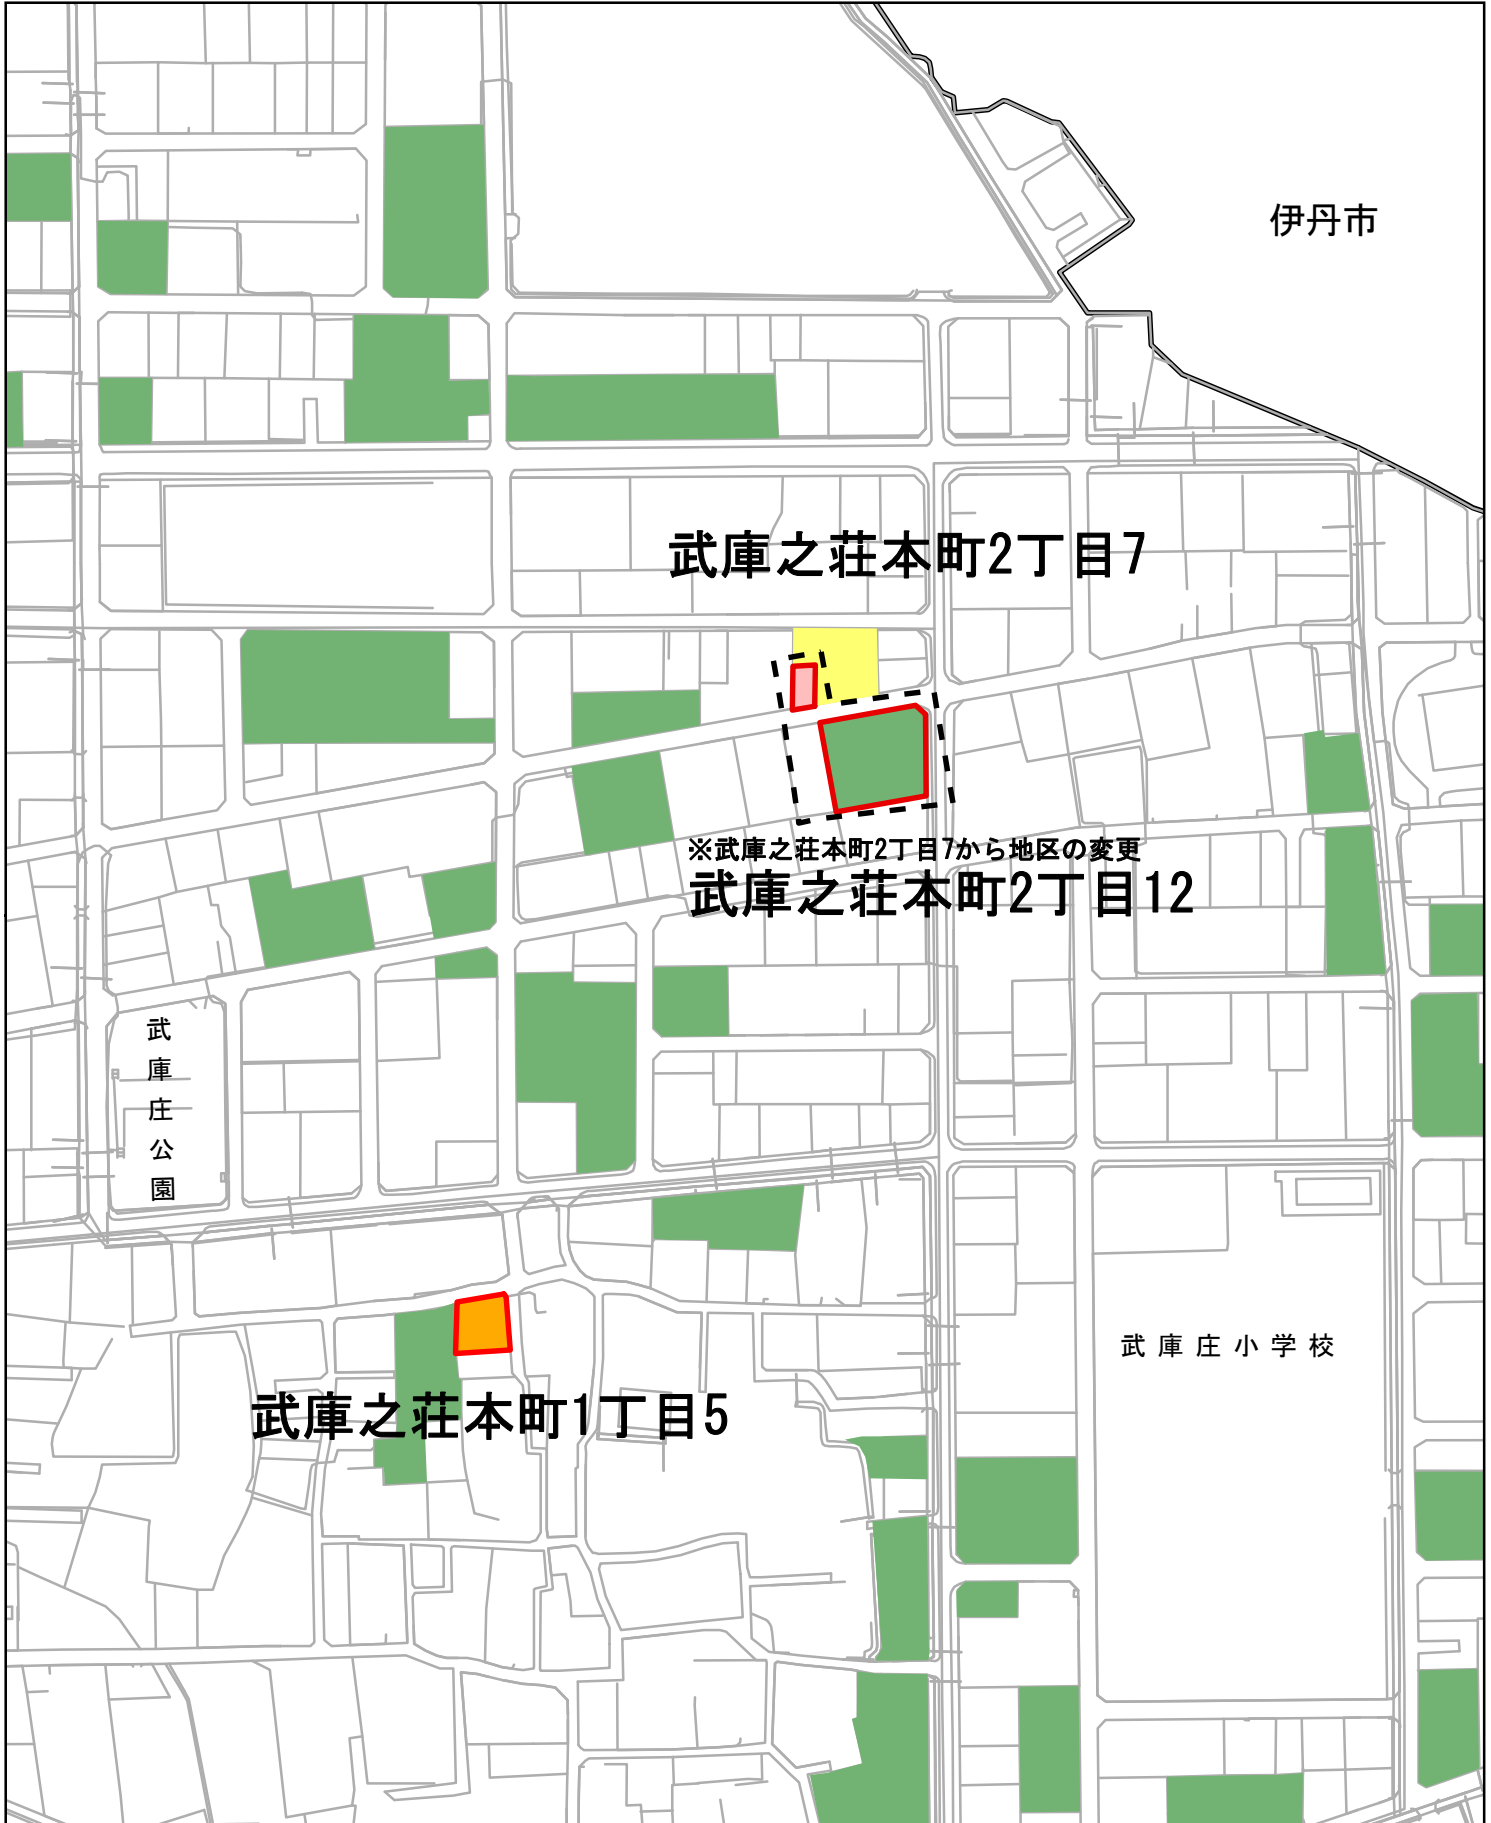 伊丹市
武庫之荘本町2丁目7
※武庫之荘本町2丁目7から地区の変更
武庫之荘本町2丁目12
武庫庄公園
武庫庄小学校
武庫之荘本町1丁目5